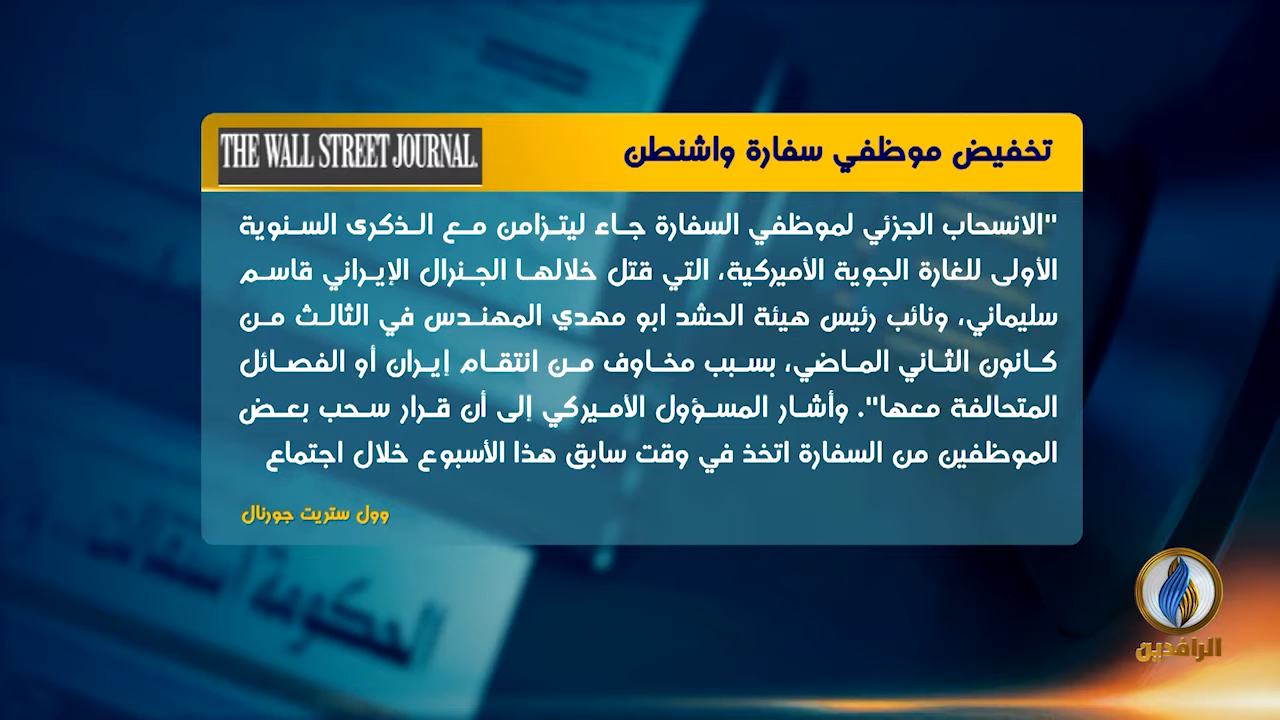 تخفيض موظفي سفارة واشنطن
THE WALL STREET JOURNAL.
"الانسحاب الجزئي لموظفي السفارة جاء ليتزامن مع الذكرى السنوية
الأولى للغارة الجوية الأميركية، التي قتل خلالها الجنرال الإيراني قاسم
سليماني، ونائب رئيس هيئة الحشد ابو مهدي المهندس في الثالث من
كانون الثاني الماضي، بسبب مخاوف من انتقام إيران أو الفصائل
المتحالفة معها". وأشار المسؤول الأميركي إلى أن قرار سحب بعض
الموظفين من السفارة اتخذ في وقت سابق هذا الأسبوع خلال اجتماع
وول ستريت جورنال
الحكومة استقالت
الرافدين